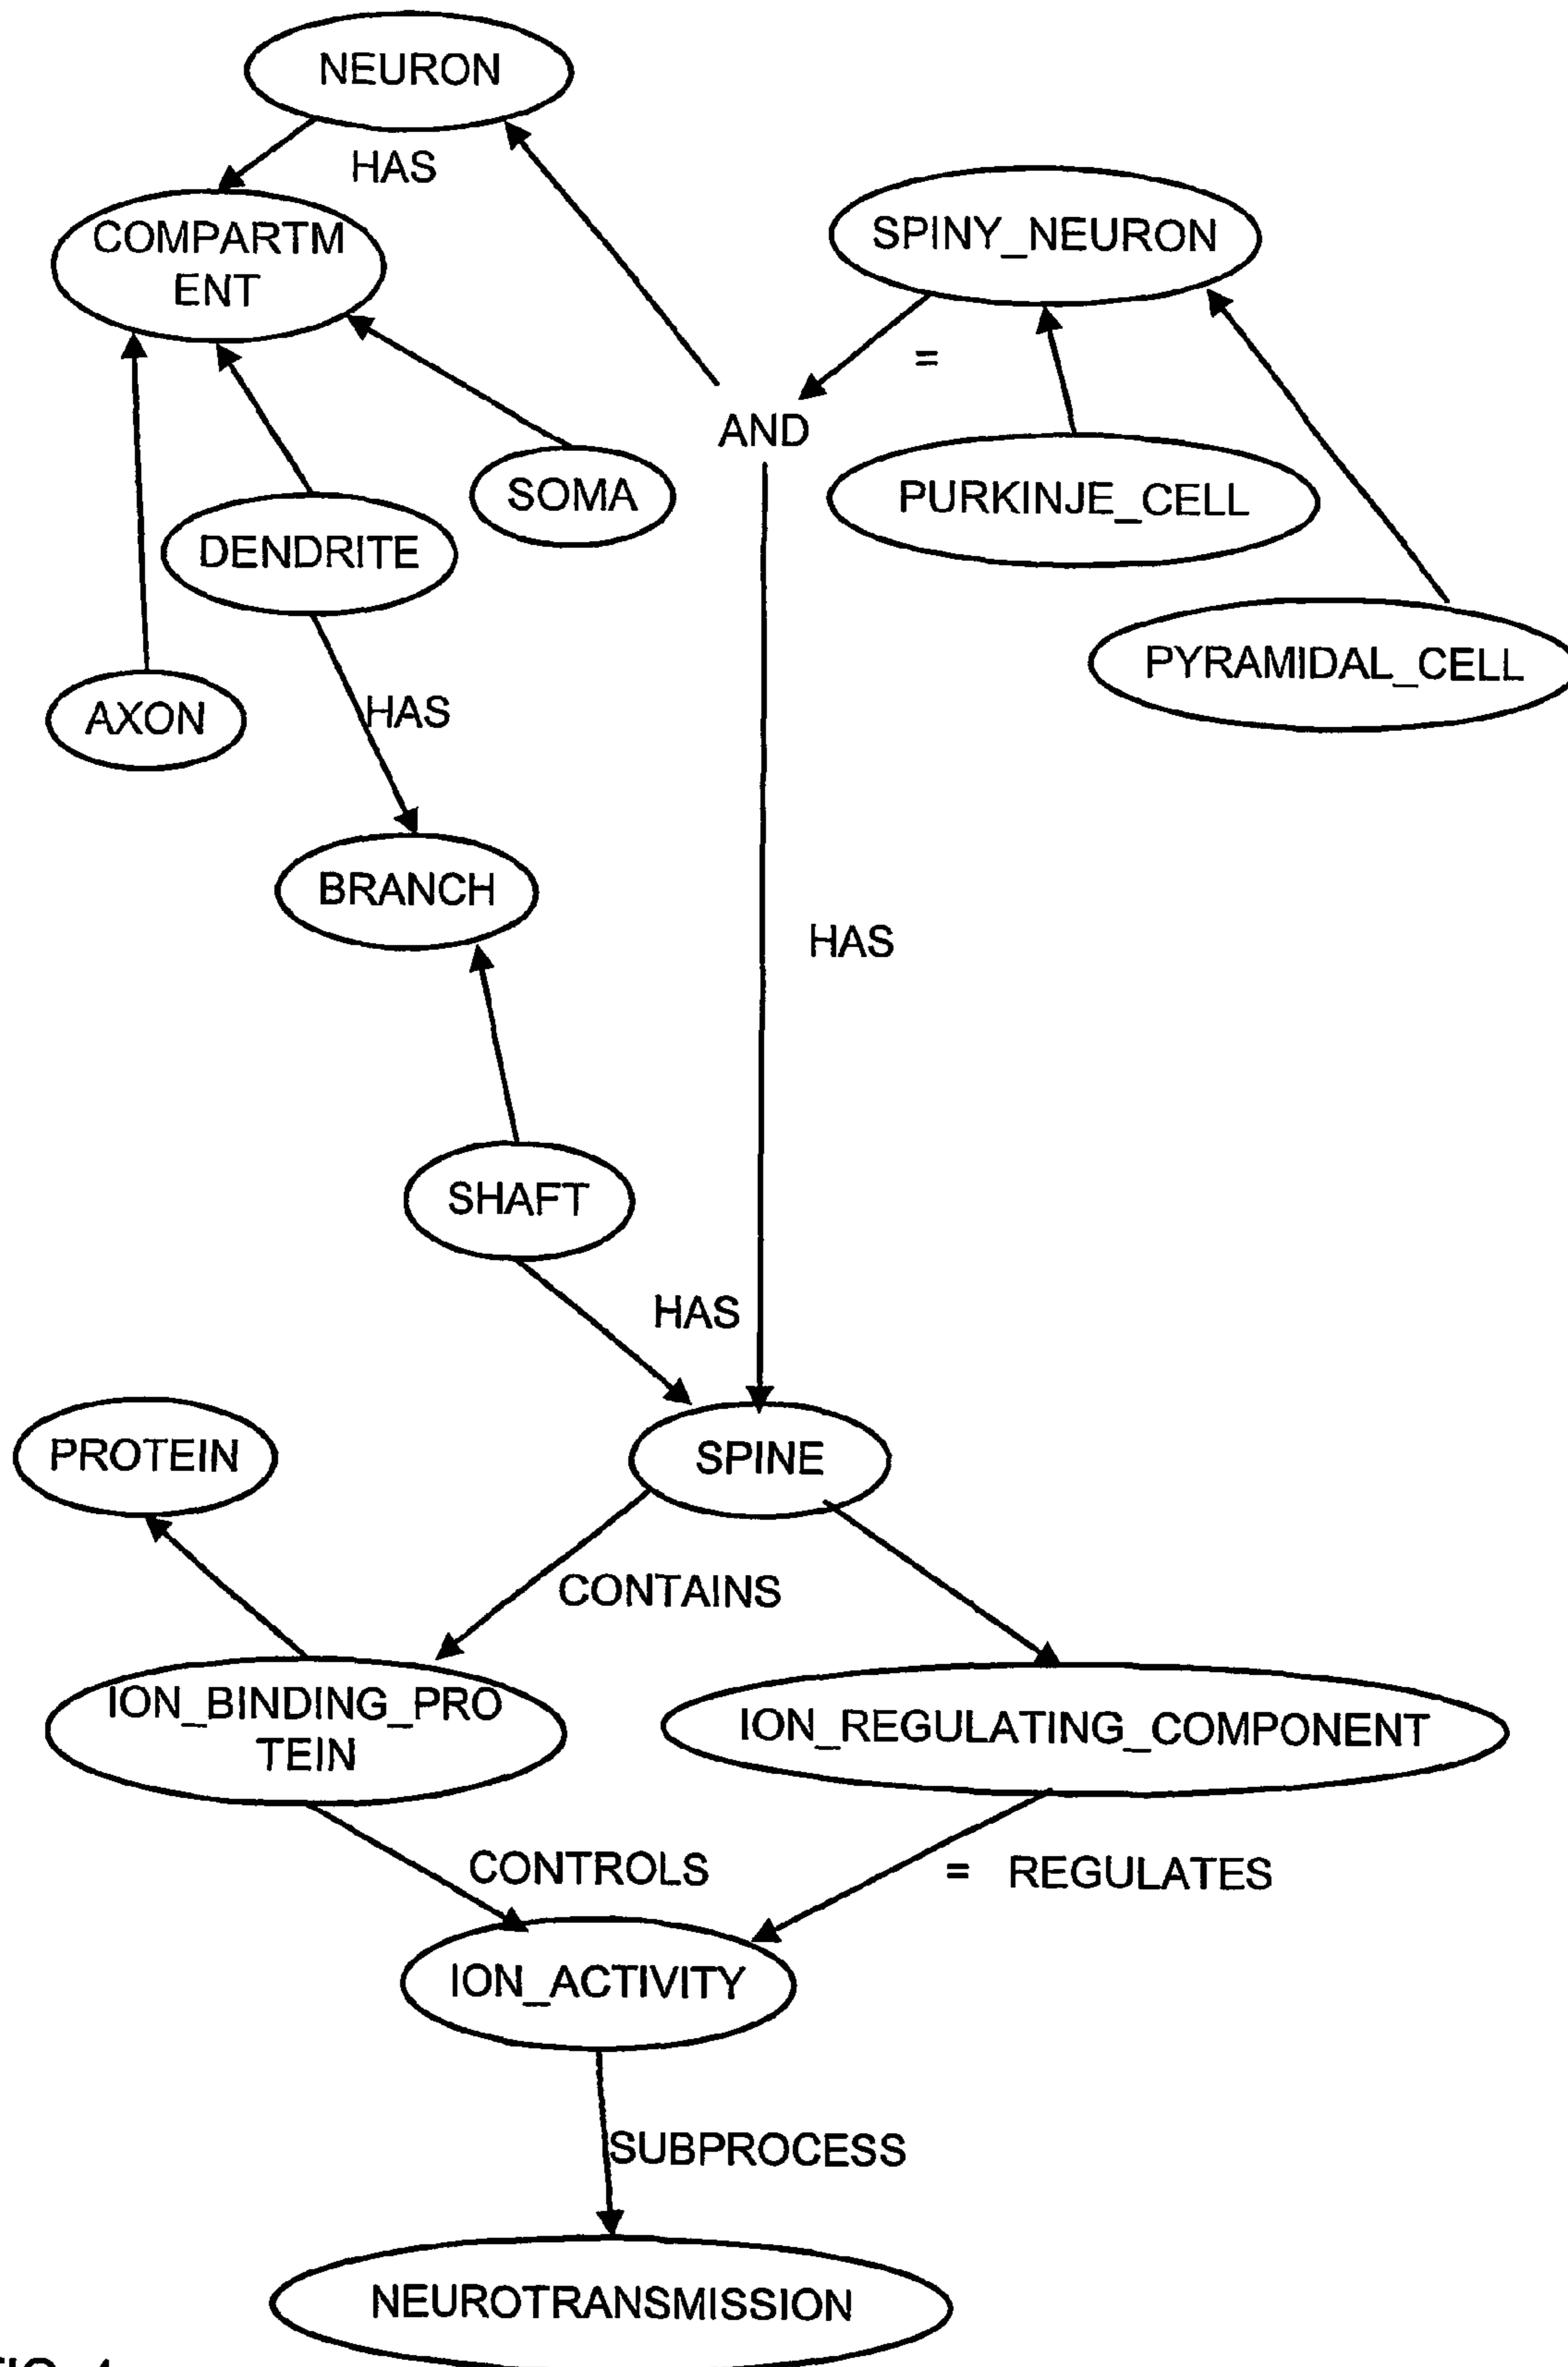 NEURON
HAS
COMPARTM
ENT
SPINY_NEURON
=
AND
SOMA
PURKINJE_CELL
DENDRITE
PYRAMIDAL_CELL
AXON
HAS
BRANCH
HAS
SHAFT
HAS
PROTEIN
SPINE
CONTAINS
ION_BINDING_PRO
TEIN
ION_REGULATING_COMPONENT
CONTROLS
= REGULATES
ION_ACTIVITY
SUBPROCESS
NEUROTRANSMISSION